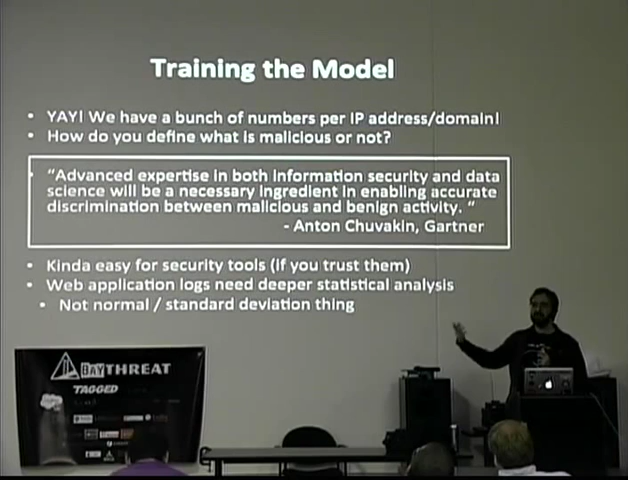 Training the Model
• YAY! We have a bunch of numbers per IP address/domain!
• How do you define what is malicious or not?
"Advanced expertise in both information security and data
science will be a necessary ingredient in enabling accurate
discrimination between malicious and benign activity. "
- Anton Chuvakin, Gartner
• Kinda easy for security tools (if you trust them)
• Web application logs need deeper statistical analysis
• Not normal / standard deviation thing
BAYTHREAT
TAGGED